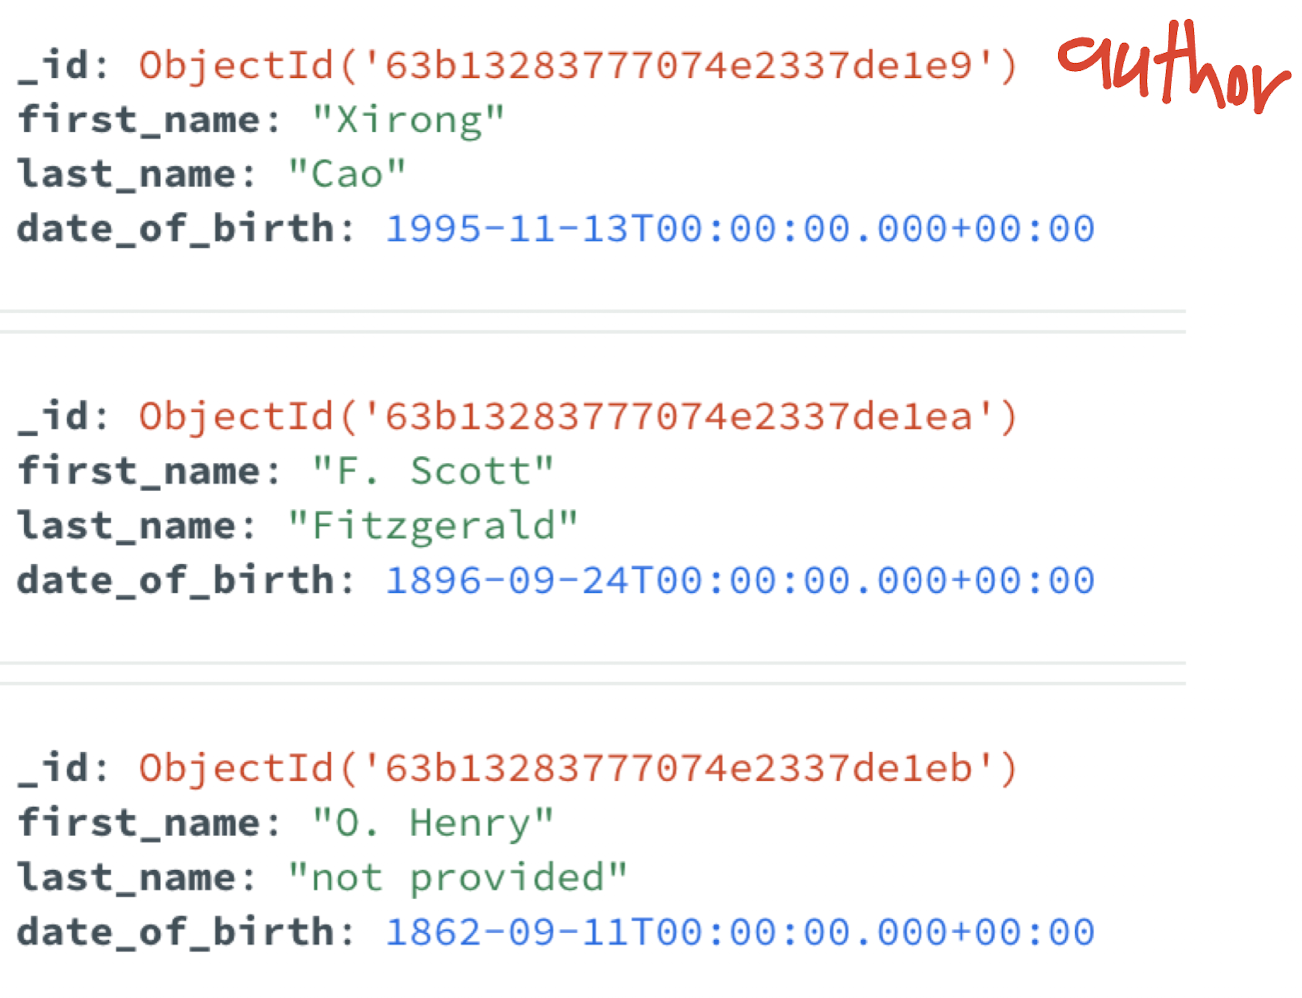 _id: ObjectId('63b13283777074e2337de1e9') author
first_name: "Xirong"
last_name: "Cao"
date_of_birth: 1995-11-13T00:00:00.000+00:00
_id: ObjectId('63b13283777074e2337de1ea')
first_name: "F. Scott"
last_name: "Fitzgerald"
date_of_birth: 1896-09-24T00:00:00.000+00:00
_id: ObjectId('63b13283777074e2337de1eb')
first_name: "O. Henry"
last_name: "not provided"
date_of_birth: 1862-09-11T00:00:00.000+00:00